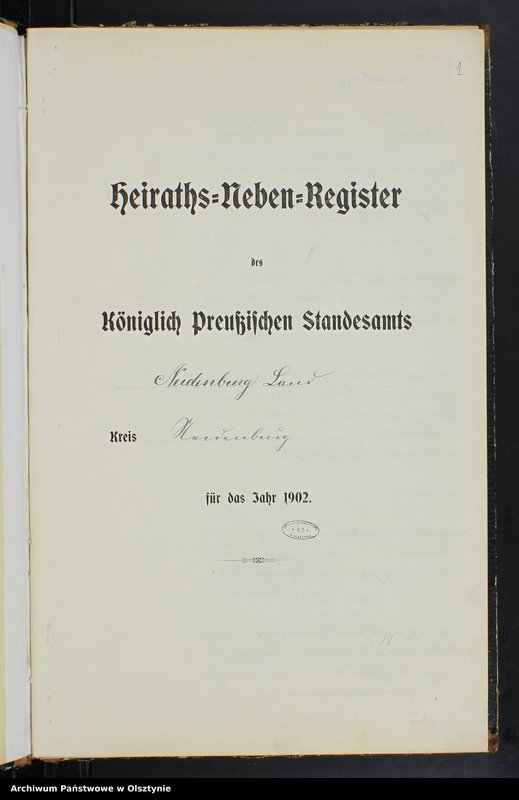 1
Heiraths=Neben=Register
des
Königlich Preußischen Standesamts
Neidenburg Land
Kreis Neidenburg.
für das Jahr 1902.
12
Archiwum Państwowe w Olsztynie